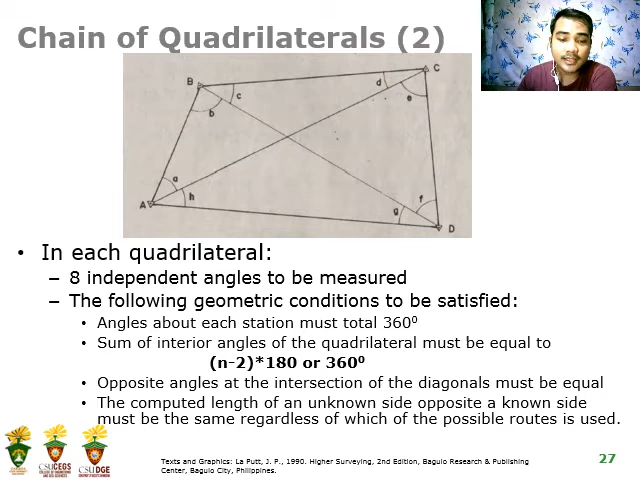 Chain of Quadrilaterals (2)
B
C
c
d
b
e
a
h
A
f
g
D
• In each quadrilateral:
– 8 independent angles to be measured
– The following geometric conditions to be satisfied:
• Angles about each station must total 360⁰
• Sum of interior angles of the quadrilateral must be equal to
(n-2)*180 or 360⁰
• Opposite angles at the intersection of the diagonals must be equal
• The computed length of an unknown side opposite a known side
must be the same regardless of which of the possible routes is used.
CSUCEGS
CSUDGE
Texts and Graphics: La Putt, J. P., 1990. Higher Surveying, 2nd Edition, Baguio Research & Publishing
Center, Baguio City, Philippines.
27